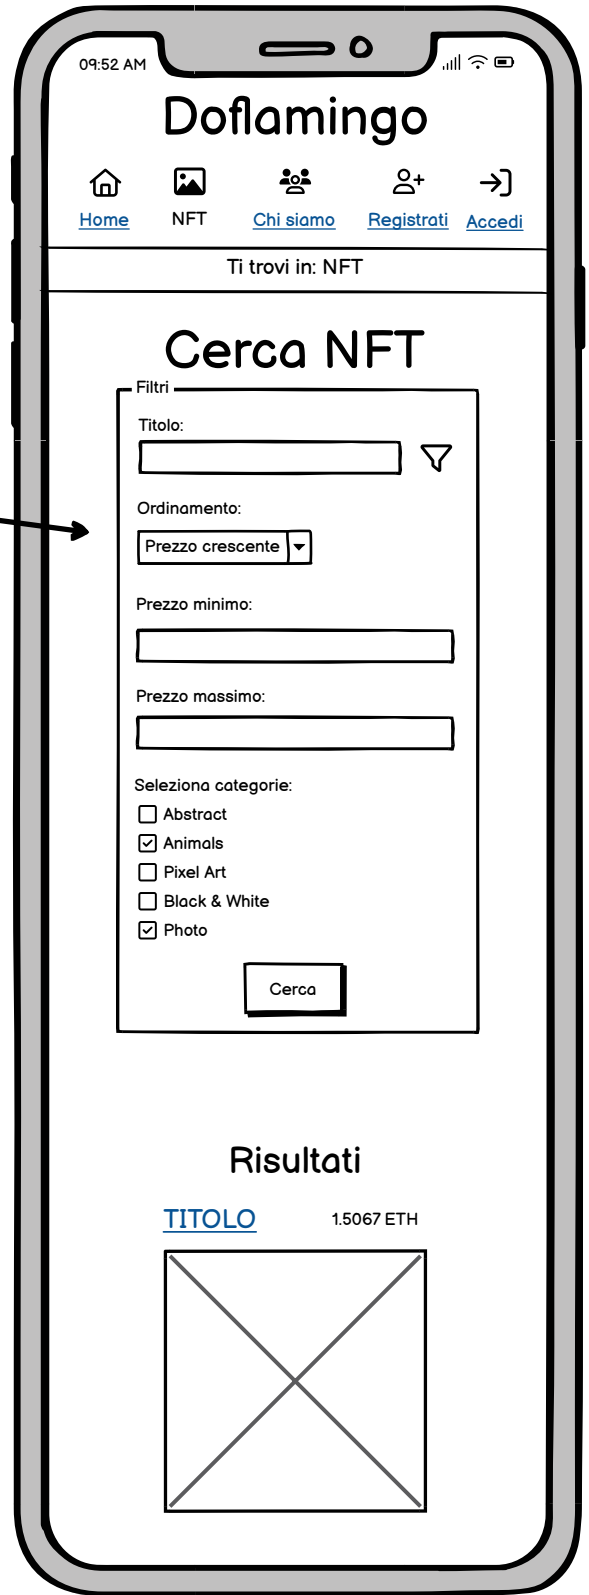 09:52 AM
Doflamingo
Home NFT Chi siamo Registrati Accedi
Ti trovi in: NFT
Cerca NFT
Filtri
Titolo:
Ordinamento:
Prezzo crescente
Prezzo minimo:
Prezzo massimo:
Seleziona categorie:
Abstract
Animals
Pixel Art
Black & White
Photo
Cerca
Risultati
TITOLO 1.5067 ETH